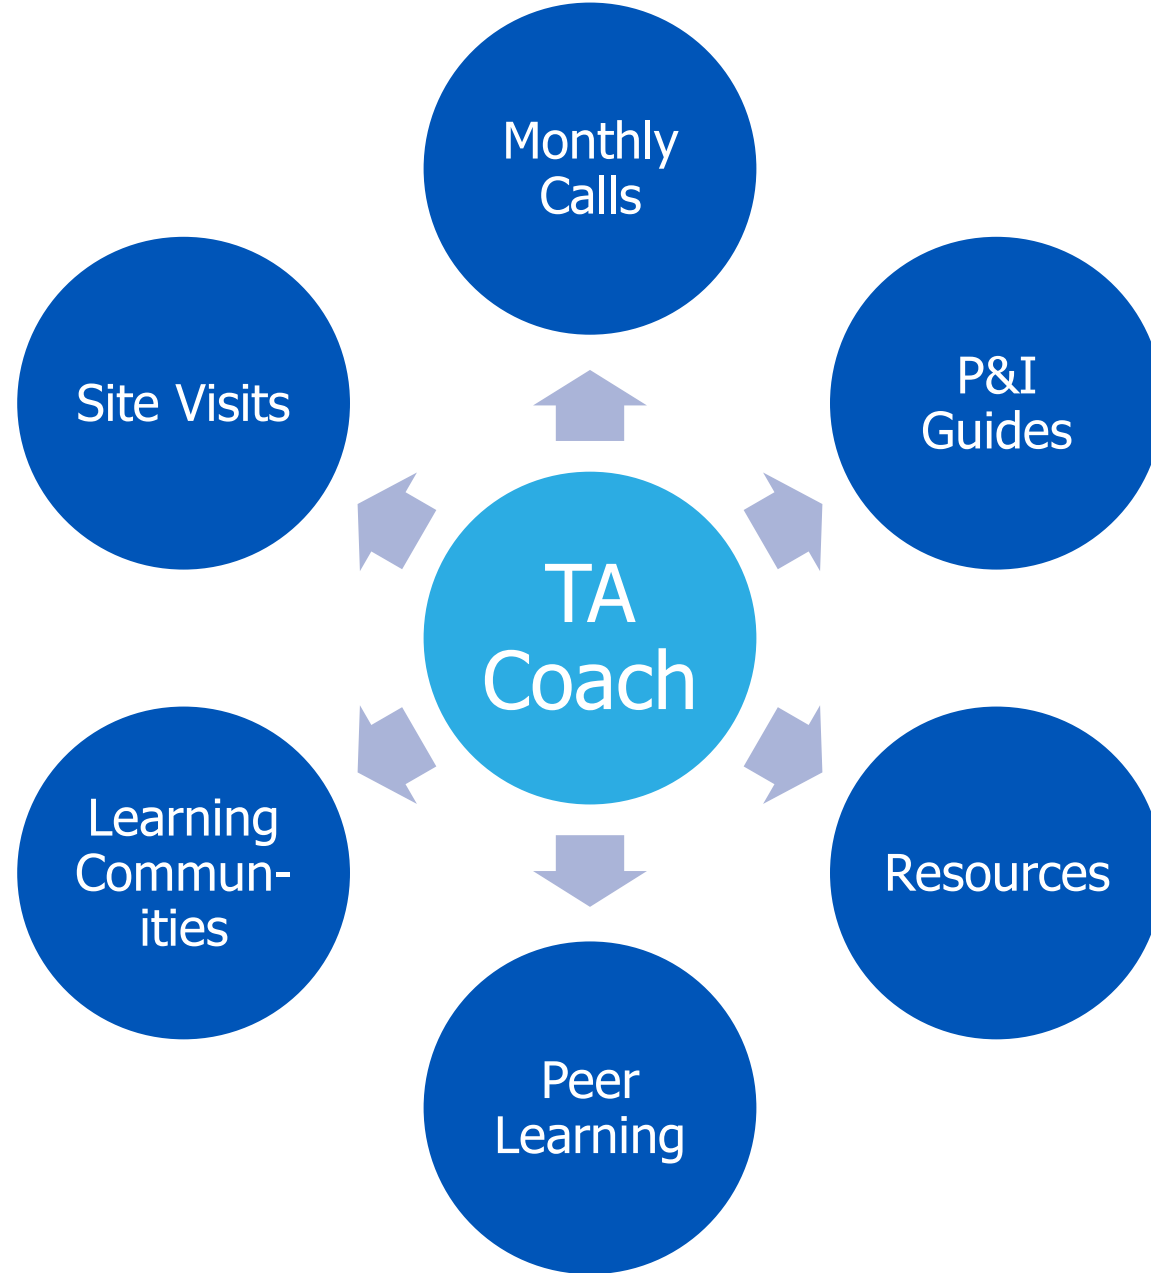 Monthly
Calls
P&I
Guides
Resources
Peer
Learning
Learning
Commun-
ities
Site Visits
TA
Coach